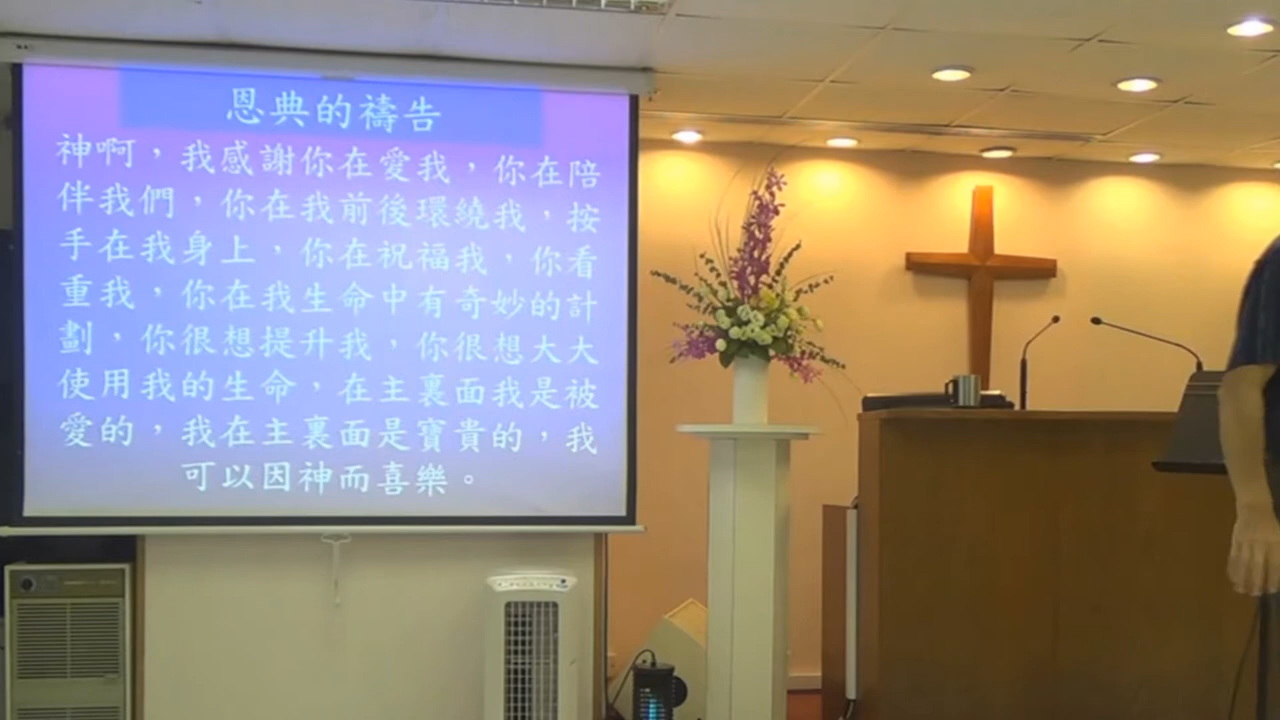 恩典的禱告
神啊，我感謝你在愛我，你在陪
伴我們，你在我前後環繞我，按
手在我身上，你在祝福我，你看
重我，你在我生命中有奇妙的計
劃，你很想提升我，你很想大大
使用我的生命，在主裏面我是被
愛的，我在主裏面是寶貴的，我
可以因神而喜樂。